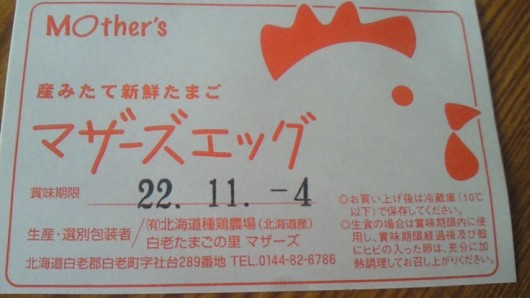 MOther's
産みたて新鮮たまご
マザーズエッグ
賞味期限 22. 11. -4
生産・選別包装者/㈲北海道種鶏農場(北海道産)
白老たまごの里 マザーズ
北海道白老郡白老町字社台289番地 TEL.0144-82-6786
◎お買い上げ後は冷蔵庫(10℃
以下)で保存してください。
◎生食の場合は賞味期限内に使
用し、賞味期限経過後及び殻
にヒビの入った卵は、充分に加
熱調理してお召し上がりください。